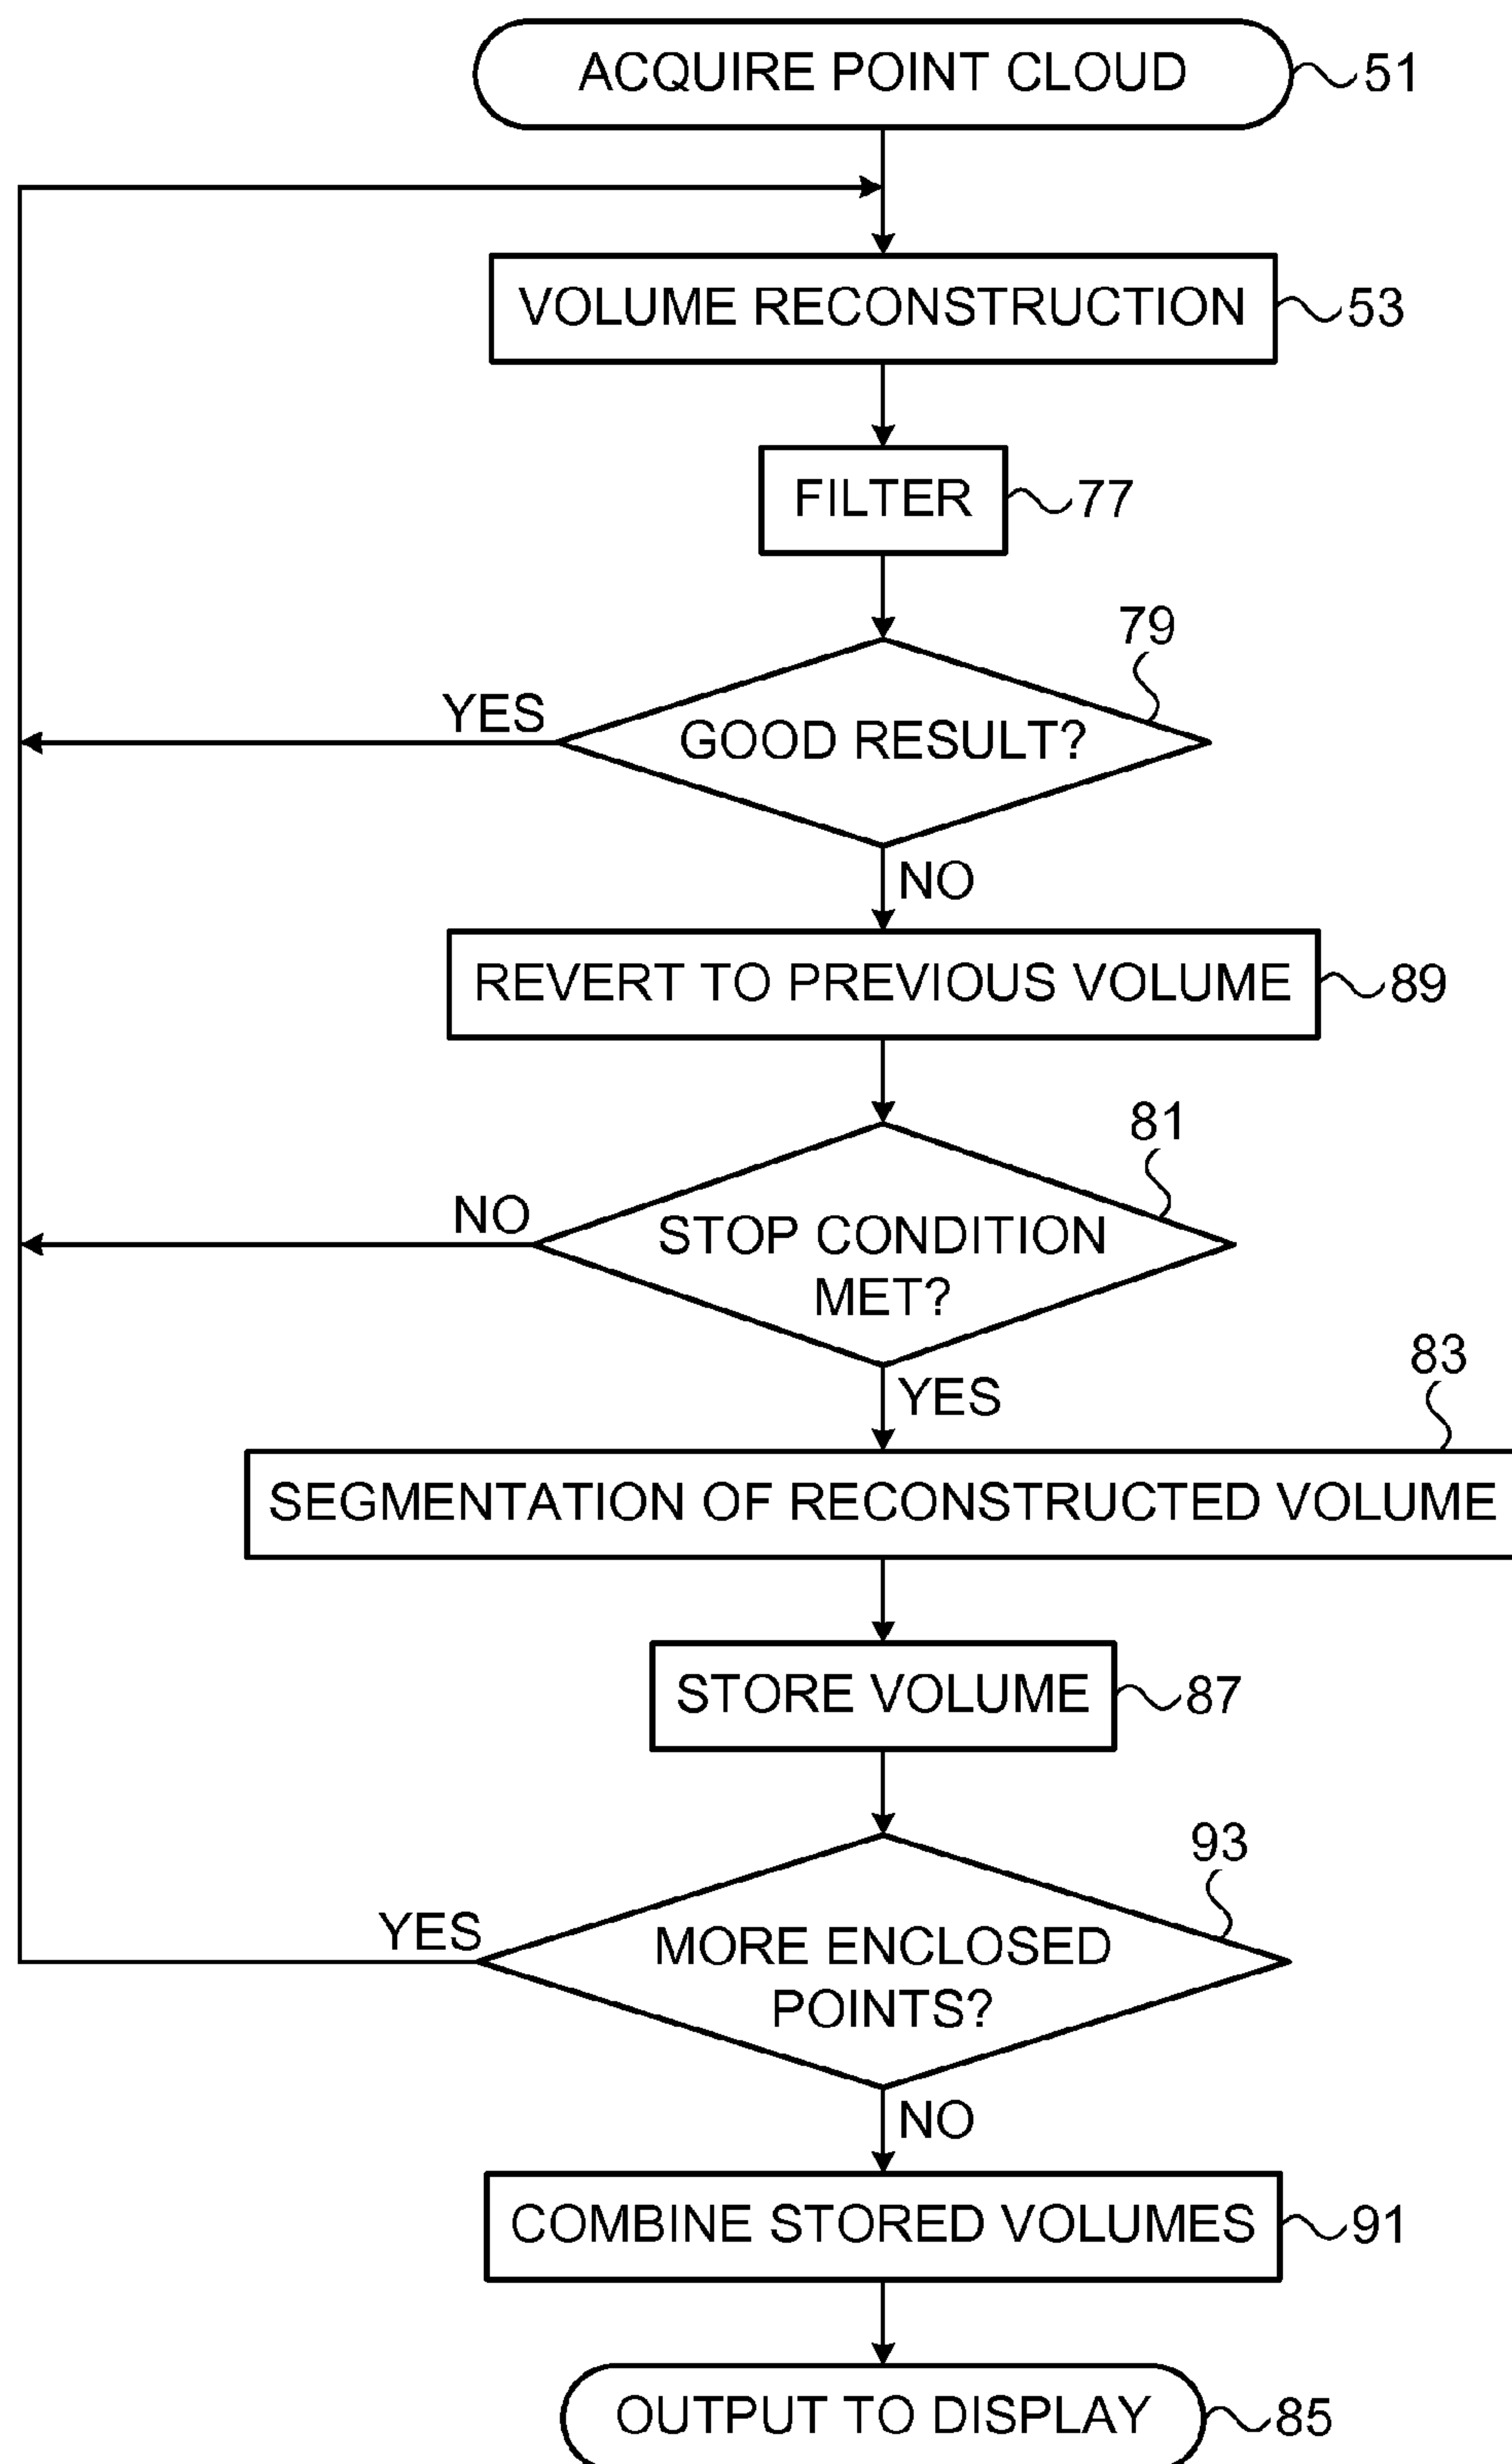 ACQUIRE POINT CLOUD 51
VOLUME RECONSTRUCTION 53
FILTER 77
79
YES
GOOD RESULT?
NO
REVERT TO PREVIOUS VOLUME 89
81
NO
STOP CONDITION
MET?
YES
83
SEGMENTATION OF RECONSTRUCTED VOLUME
STORE VOLUME 87
93
YES
MORE ENCLOSED
POINTS?
NO
COMBINE STORED VOLUMES 91
OUTPUT TO DISPLAY 85